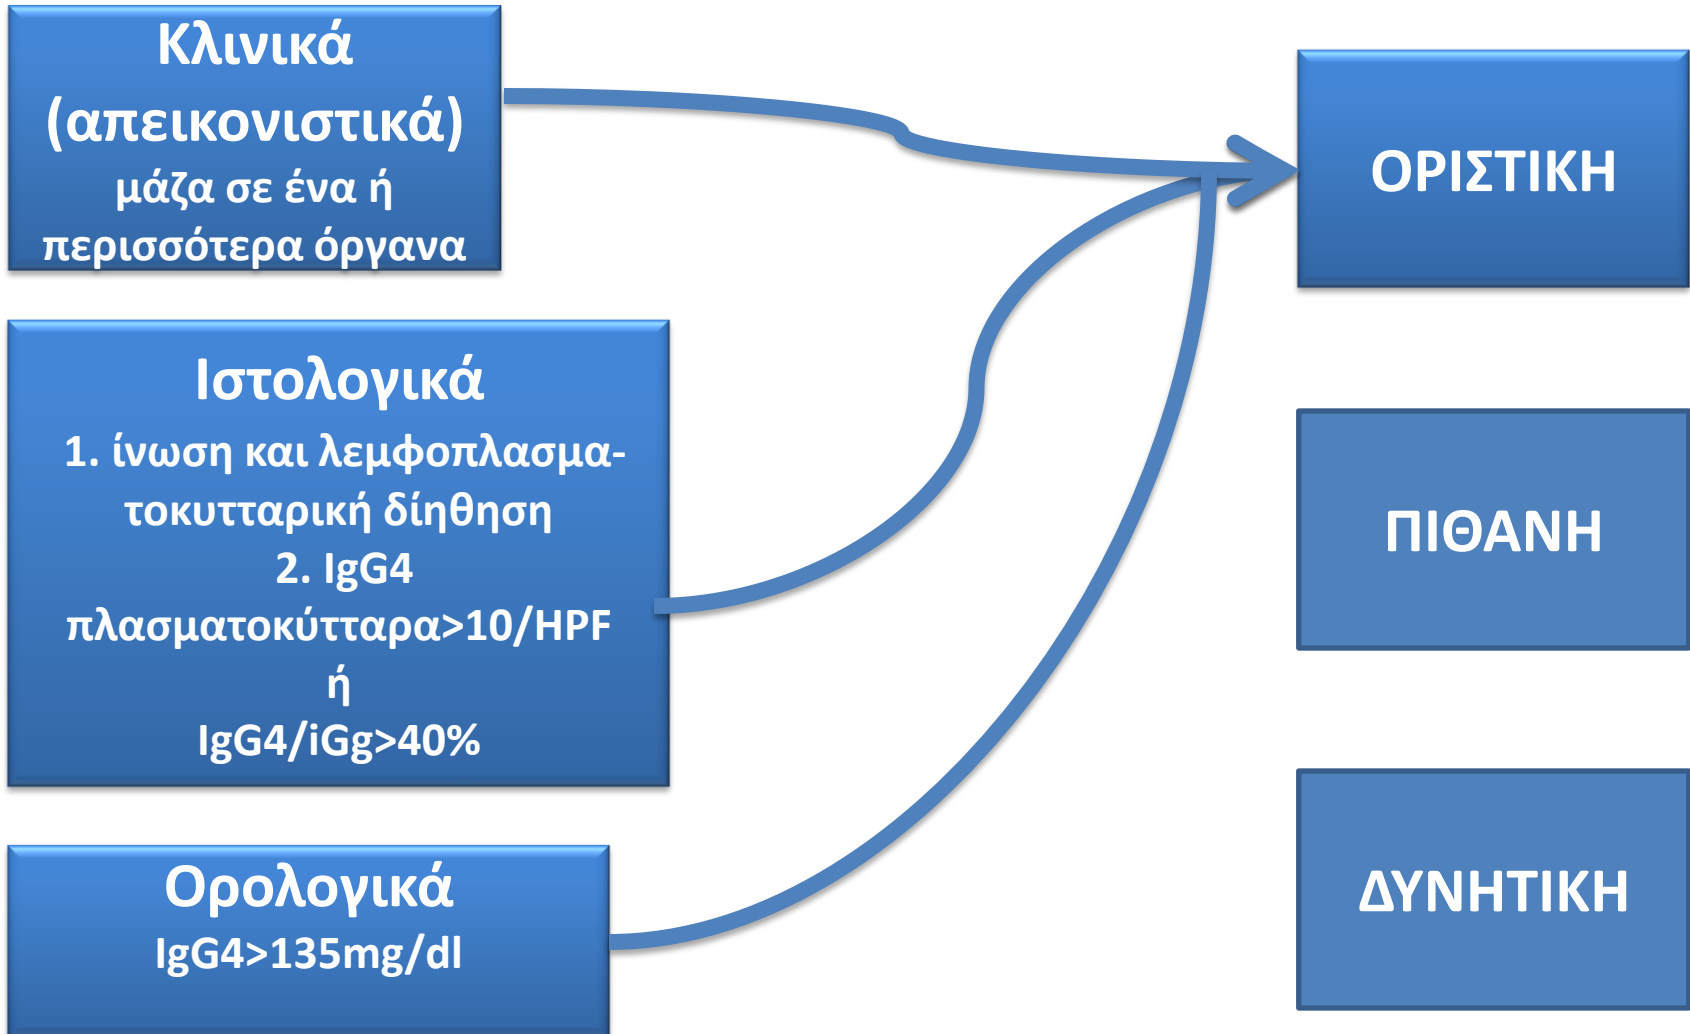 Κλινικά
(απεικονιστικά)
μάζα σε ένα ή
περισσότερα όργανα
Ιστολογικά
1. ίνωση και λεμφοπλασμα-
τοκυτταρική δίηθηση
2. IgG4
πλασματοκύτταρα>10/HPF
ή
IgG4/iGg>40%
Ορολογικά
IgG4>135mg/dl
ΟΡΙΣΤΙΚΗ
ΠΙΘΑΝΗ
ΔΥΝΗΤΙΚΗ